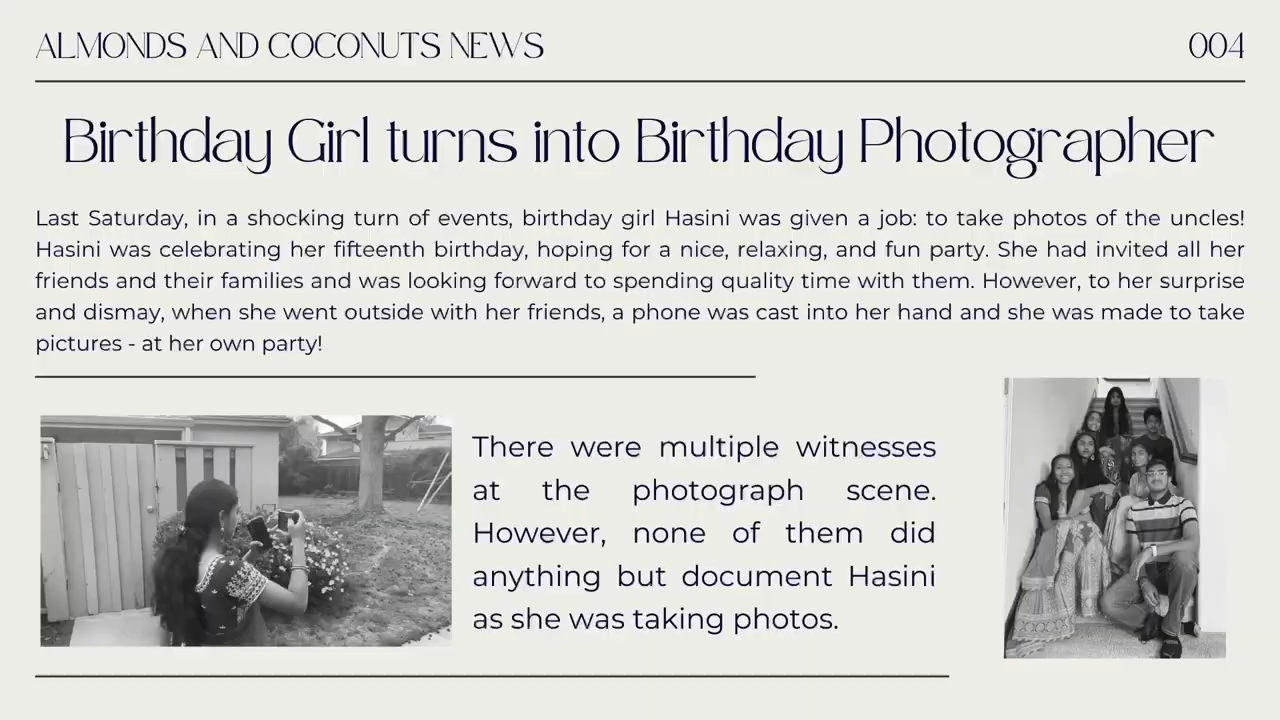 ALMONDS AND COCONUTS NEWS
004
Birthday Girl turns into Birthday Photographer
Last Saturday, in a shocking turn of events, birthday girl Hasini was given a job: to take photos of the uncles!
Hasini was celebrating her fifteenth birthday, hoping for a nice, relaxing, and fun party. She had invited all her
friends and their families and was looking forward to spending quality time with them. However, to her surprise
and dismay, when she went outside with her friends, a phone was cast into her hand and she was made to take
pictures - at her own party!
There were multiple witnesses
at the photograph scene.
However, none of them did
anything but document Hasini
as she was taking photos.